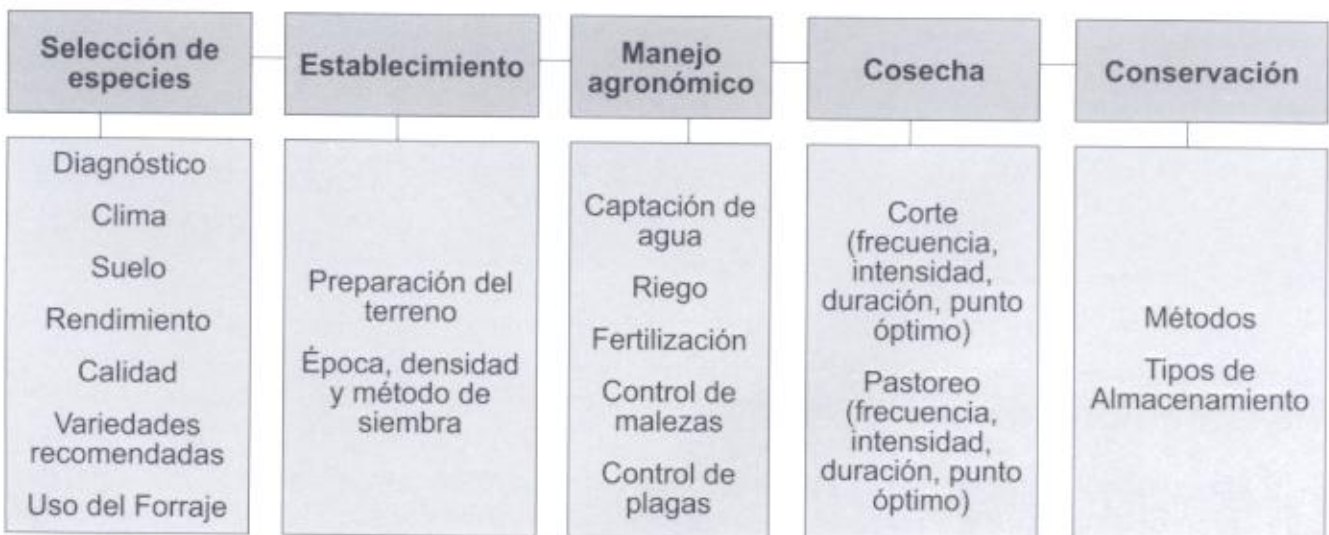 Selección de
especies
Establecimiento
Manejo
agronómico
Cosecha
Conservación
Diagnóstico
Clima
Suelo
Rendimiento
Calidad
Variedades
recomendadas
Uso del Forraje
Preparación del
terreno
Época, densidad
y método de
siembra
Captación de
agua
Riego
Fertilización
Control de
malezas
Control de
plagas
Corte
(frecuencia,
intensidad,
duración, punto
óptimo)
Pastoreo
(frecuencia,
intensidad,
duración, punto
óptimo)
Métodos
Tipos de
Almacenamiento